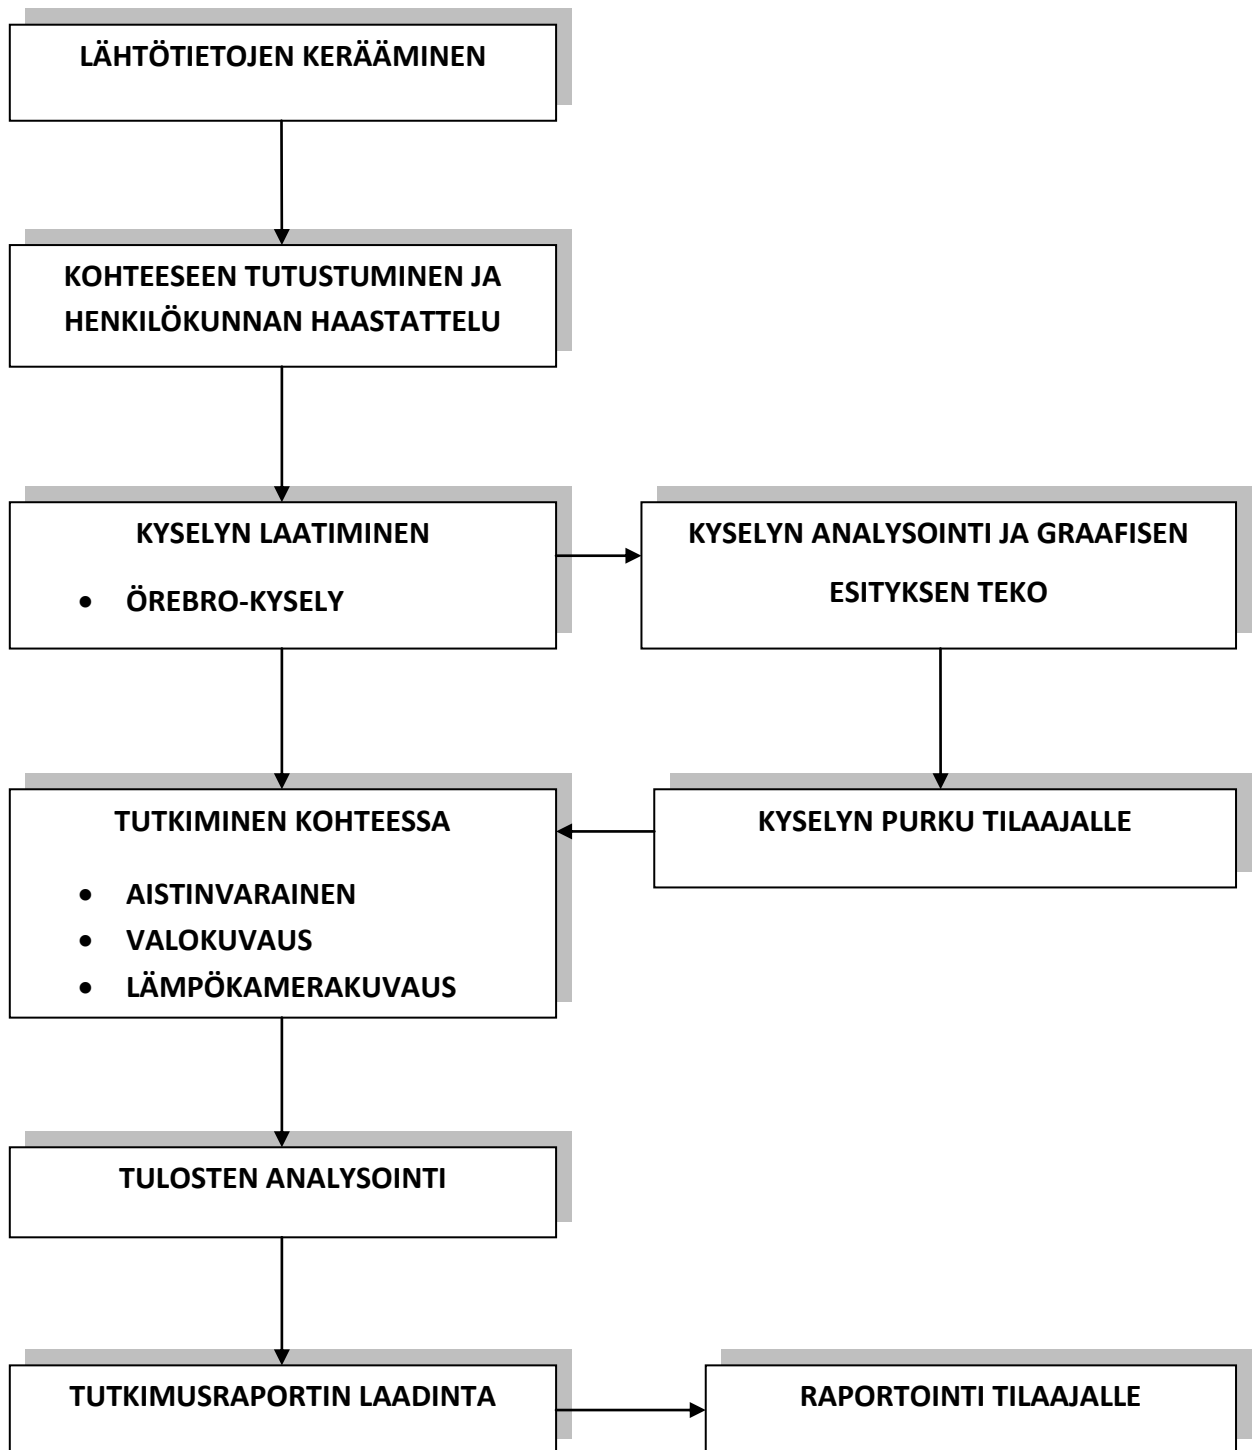 LÄHTÖTIETOJEN KERÄÄMINEN
KOHTEESEEN TUTUSTUMINEN JA
HENKILÖKUNNAN HAASTATTELU
KYSELYN LAATIMINEN
• ÖREBRO-KYSELY
KYSELYN ANALYSOINTI JA GRAAFISEN
ESITYKSEN TEKO
KYSELYN PURKU TILAAJALLE
TUTKIMINEN KOHTEESSA
• AISTINVARAINEN
• VALOKUVAUS
• LÄMPÖKAMERAKUVAUS
TULOSTEN ANALYSOINTI
TUTKIMUSRAPORTIN LAADINTA
RAPORTOINTI TILAAJALLE